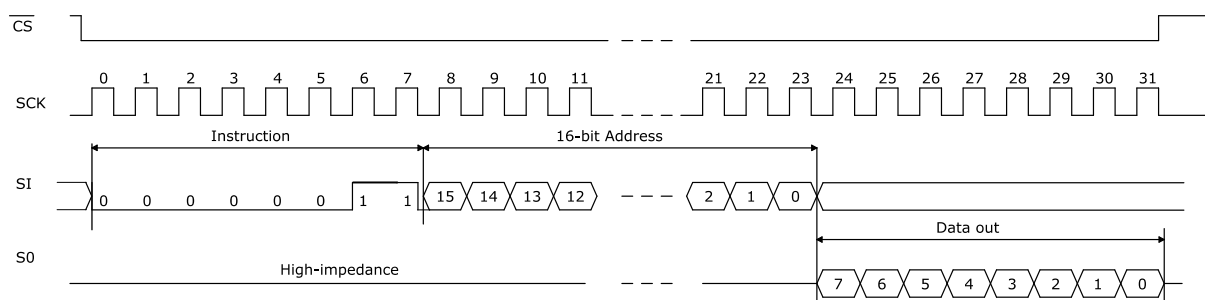 CS
0 1 2 3 4 5 6 7 8 9 10 11 21 22 23 24 25 26 27 28 29 30 31
SCK
Instruction 16-bit Address
SI 0 0 0 0 0 0 1 1 15 14 13 12 2 1 0
Data out
S0
High-impedance
7 6 5 4 3 2 1 0